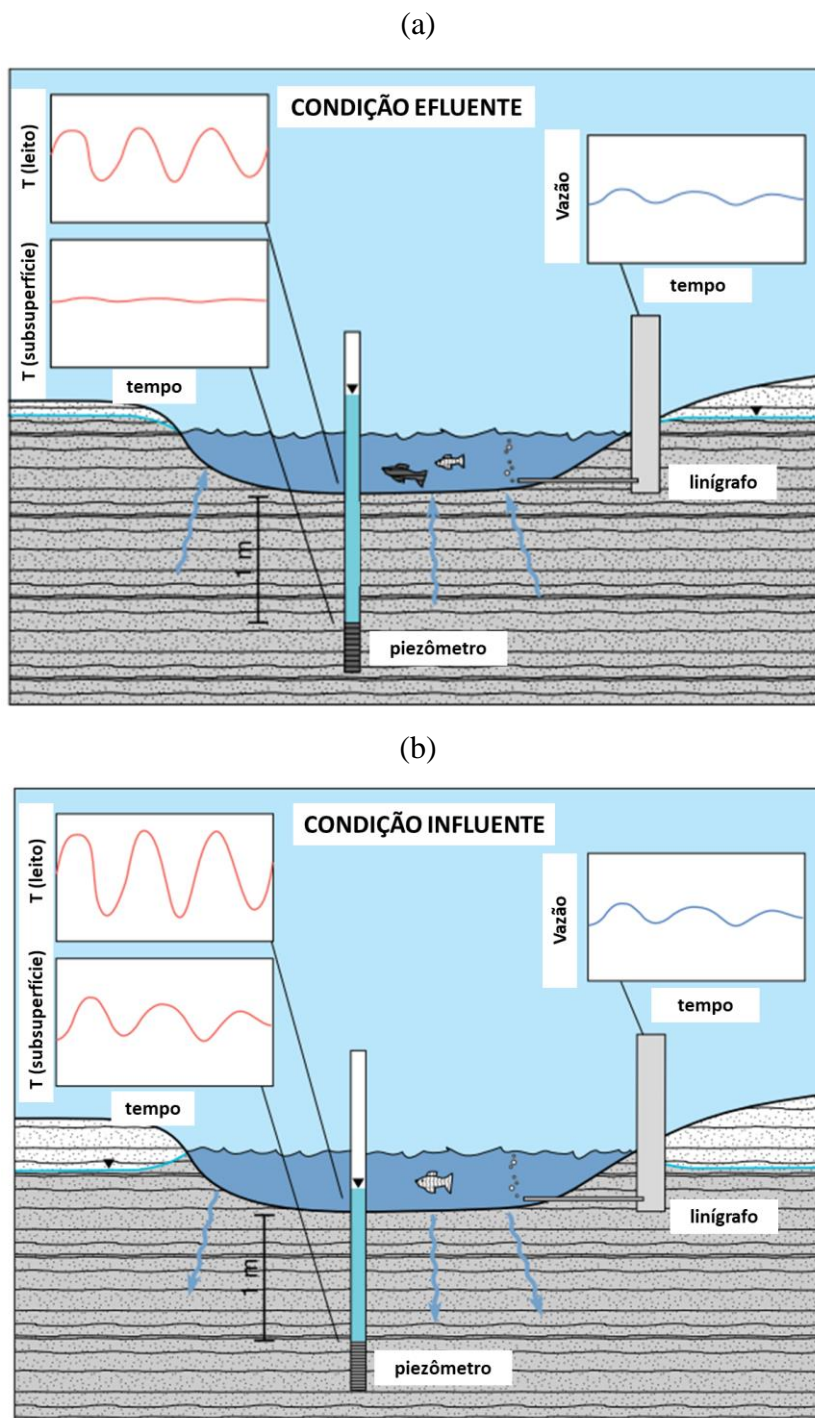 (a)
CONDIÇÃO EFLUENTE
T (leito)
Vazão
T (subsuperfície)
tempo
tempo
linígrafo
1 m
piezômetro
(b)
CONDIÇÃO INFLUENTE
T (leito)
Vazão
T (subsuperfície)
tempo
tempo
linígrafo
1 m
piezômetro